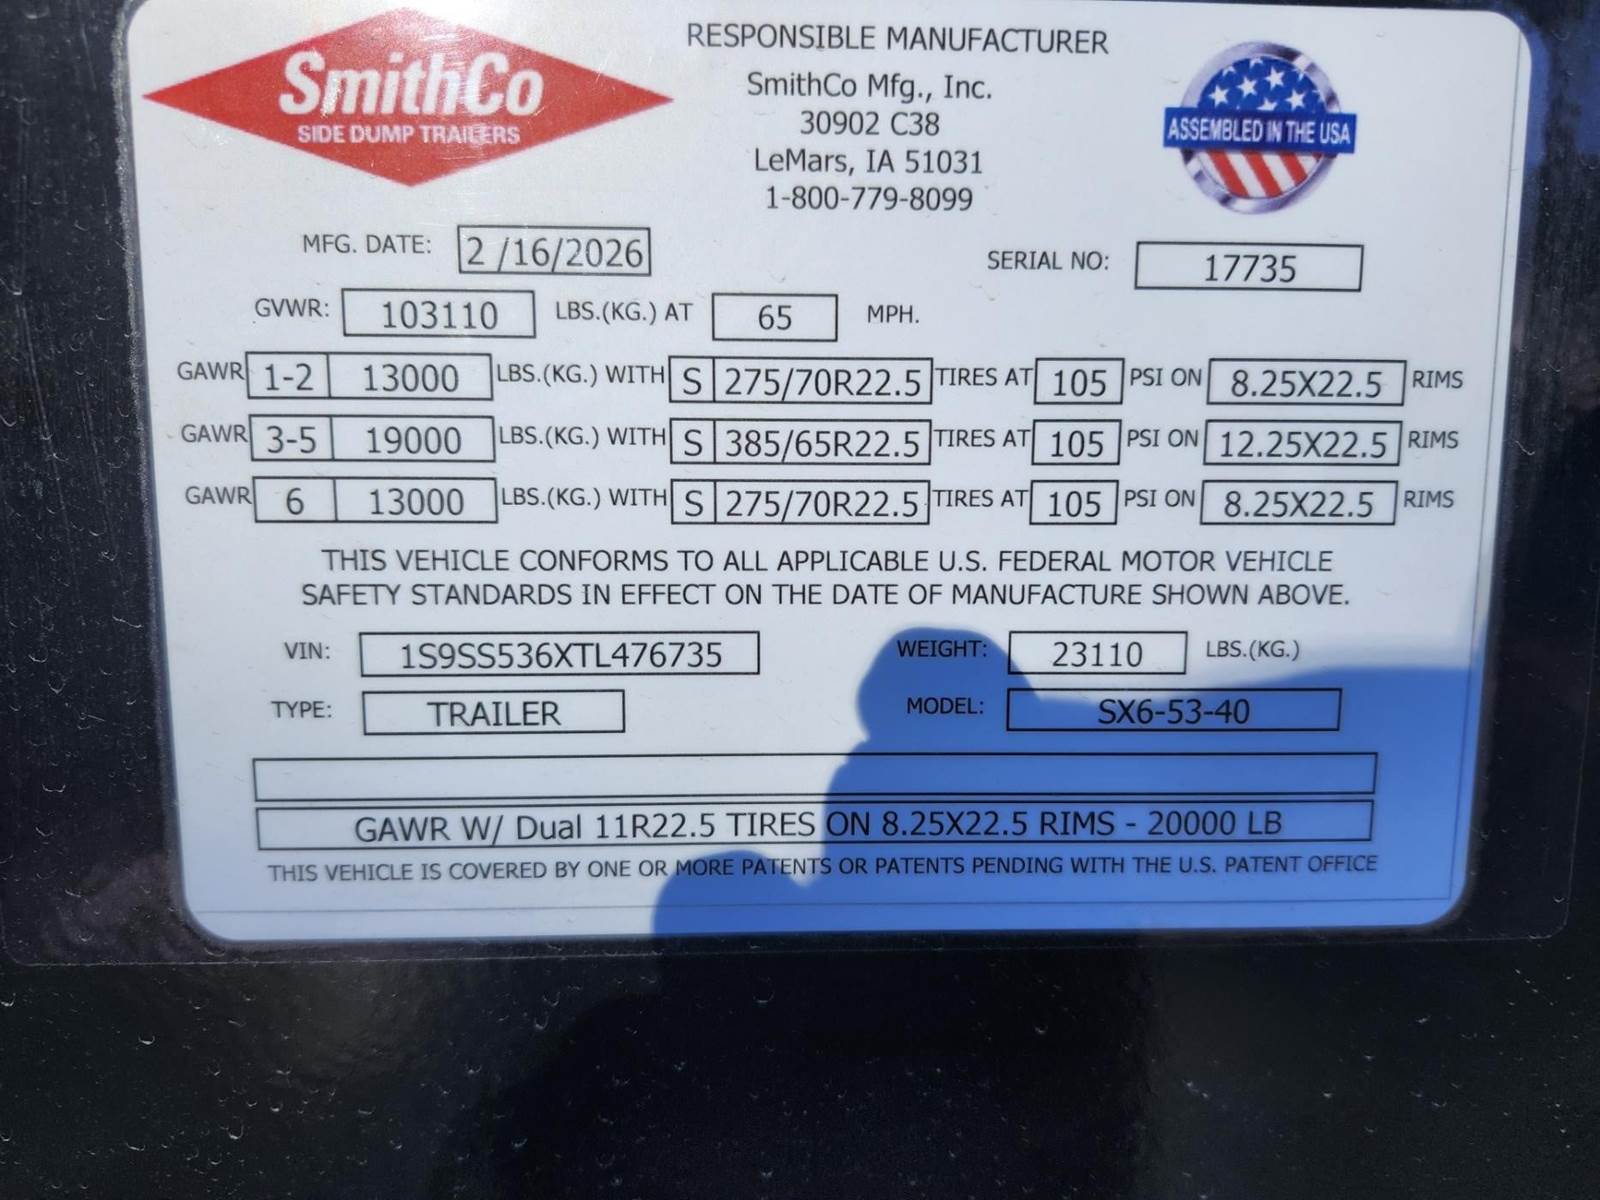 SmithCo
SIDE DUMP TRAILERS
RESPONSIBLE MANUFACTURER
SmithCo Mfg., Inc.
30902 C38
LeMars, IA 51031
1-800-779-8099
ASSEMBLED IN THE USA
MFG. DATE: 2 /16/2026 SERIAL NO: 17735
GVWR: 103110 LBS.(KG.) AT 65 MPH.
GAWR 1-2 13000 LBS.(KG.) WITH S 275/70R22.5 TIRES AT 105 PSI ON 8.25X22.5 RIMS
GAWR 3-5 19000 LBS.(KG.) WITH S 385/65R22.5 TIRES AT 105 PSI ON 12.25X22.5 RIMS
GAWR 6 13000 LBS.(KG.) WITH S 275/70R22.5 TIRES AT 105 PSI ON 8.25X22.5 RIMS
THIS VEHICLE CONFORMS TO ALL APPLICABLE U.S. FEDERAL MOTOR VEHICLE
SAFETY STANDARDS IN EFFECT ON THE DATE OF MANUFACTURE SHOWN ABOVE.
VIN: 1S9SS536XTL476735 WEIGHT: 23110 LBS.(KG.)
TYPE: TRAILER MODEL: SX6-53-40
GAWR W/ Dual 11R22.5 TIRES ON 8.25X22.5 RIMS - 20000 LB
THIS VEHICLE IS COVERED BY ONE OR MORE PATENTS OR PATENTS PENDING WITH THE U.S. PATENT OFFICE